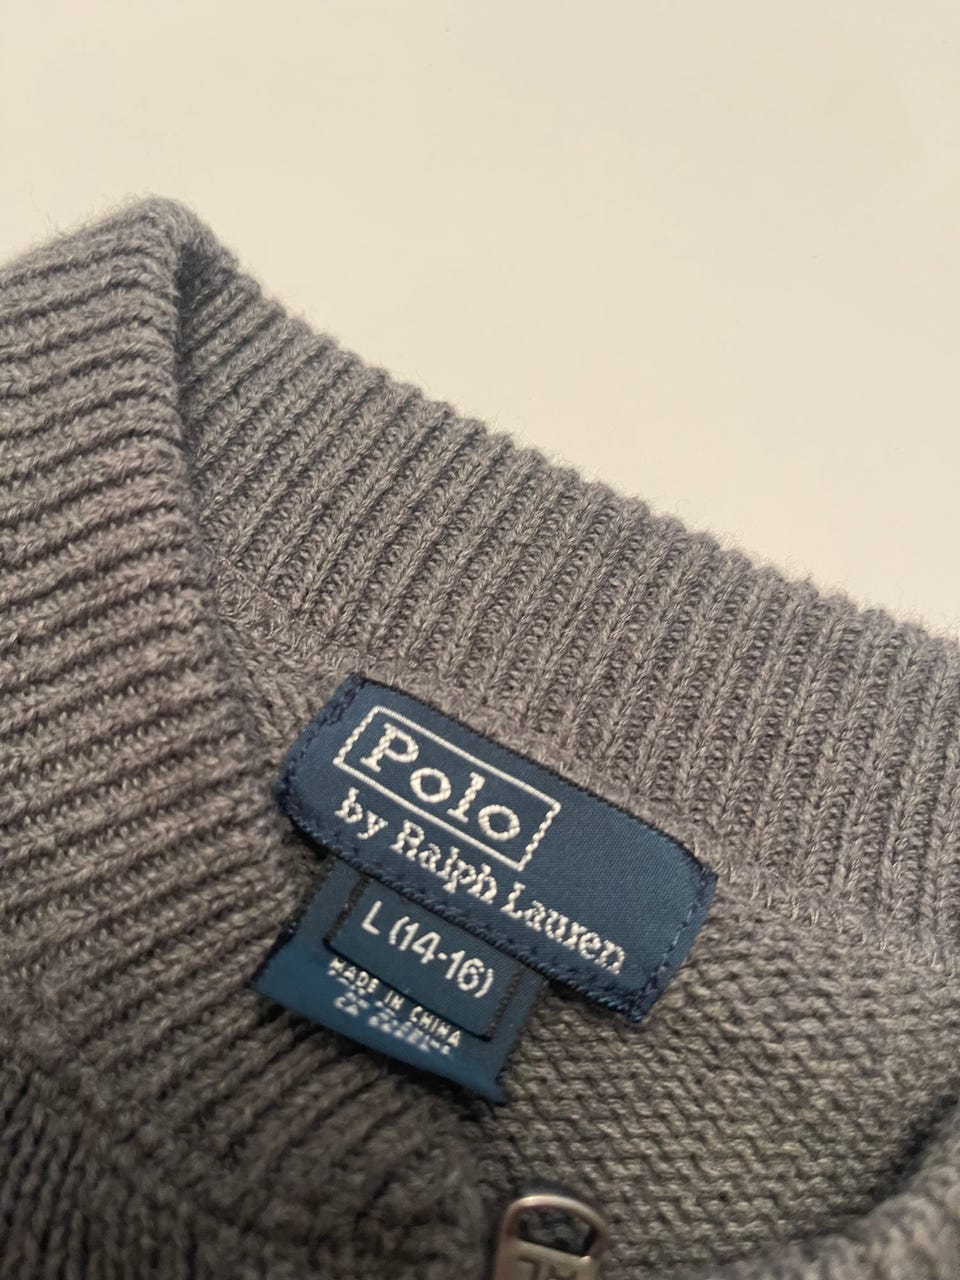 Polo
by Ralph Lauren
L (14-16)
MADE IN CHINA